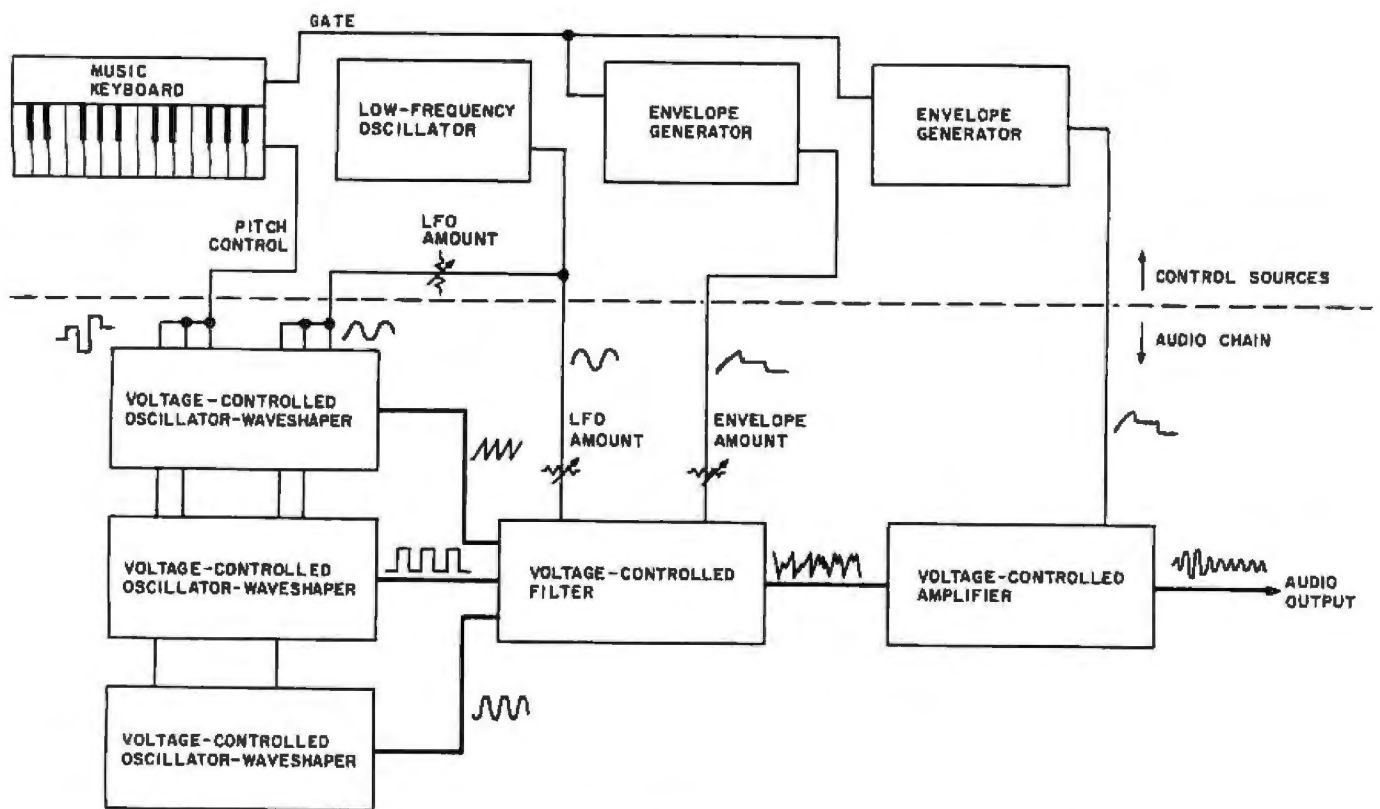 GATE
MUSIC
KEYBOARD
LOW-FREQUENCY
OSCILLATOR
ENVELOPE
GENERATOR
ENVELOPE
GENERATOR
PITCH
CONTROL
LFO
AMOUNT
CONTROL SOURCES
AUDIO CHAIN
VOLTAGE-CONTROLLED
OSCILLATOR-WAVESHAPER
LFO
AMOUNT
ENVELOPE
AMOUNT
VOLTAGE-CONTROLLED
OSCILLATOR-WAVESHAPER
VOLTAGE-CONTROLLED
FILTER
VOLTAGE-CONTROLLED
AMPLIFIER
AUDIO
OUTPUT
VOLTAGE-CONTROLLED
OSCILLATOR-WAVESHAPER